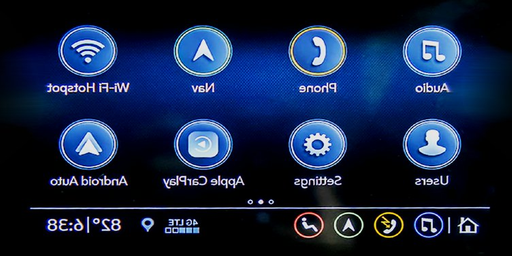 Audio
Phone
Nav
Wi-Fi Hotspot
Users
Settings
Apple CarPlay
Android Auto
4G LTE
82°|6:38